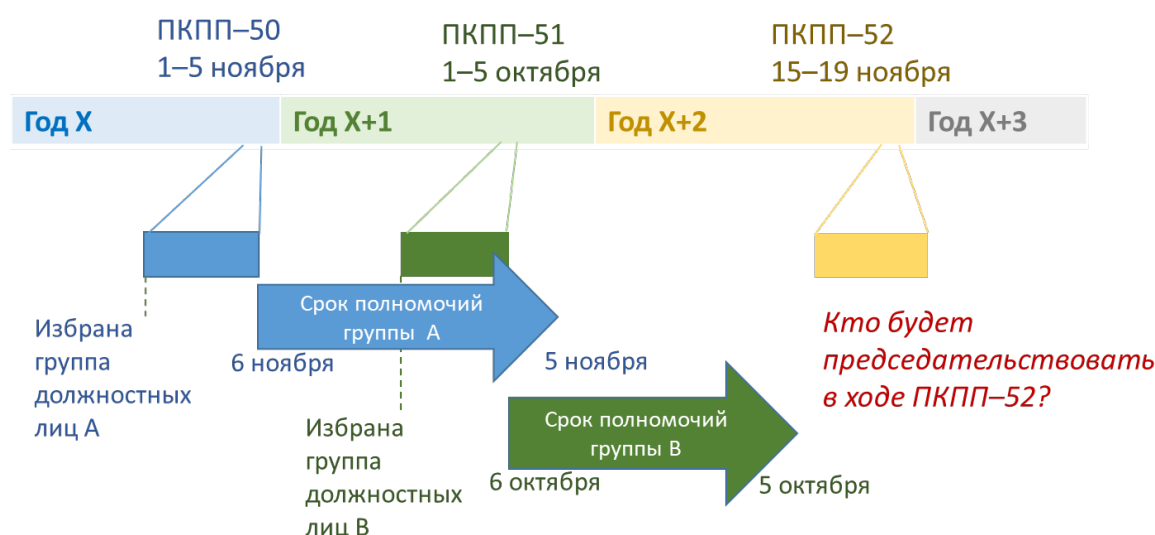 ПКПП–50
1–5 ноября
ПКПП–51
1–5 октября
ПКПП–52
15–19 ноября
Год X
Год X+1
Год X+2
Год X+3
Срок полномочий
группы А
Избрана
группа
должностных
лиц А
6 ноября
5 ноября
Кто будет
председательствовать
в ходе ПКПП–52?
Срок полномочий
группы В
Избрана
группа
должностных
лиц В
6 октября
5 октября